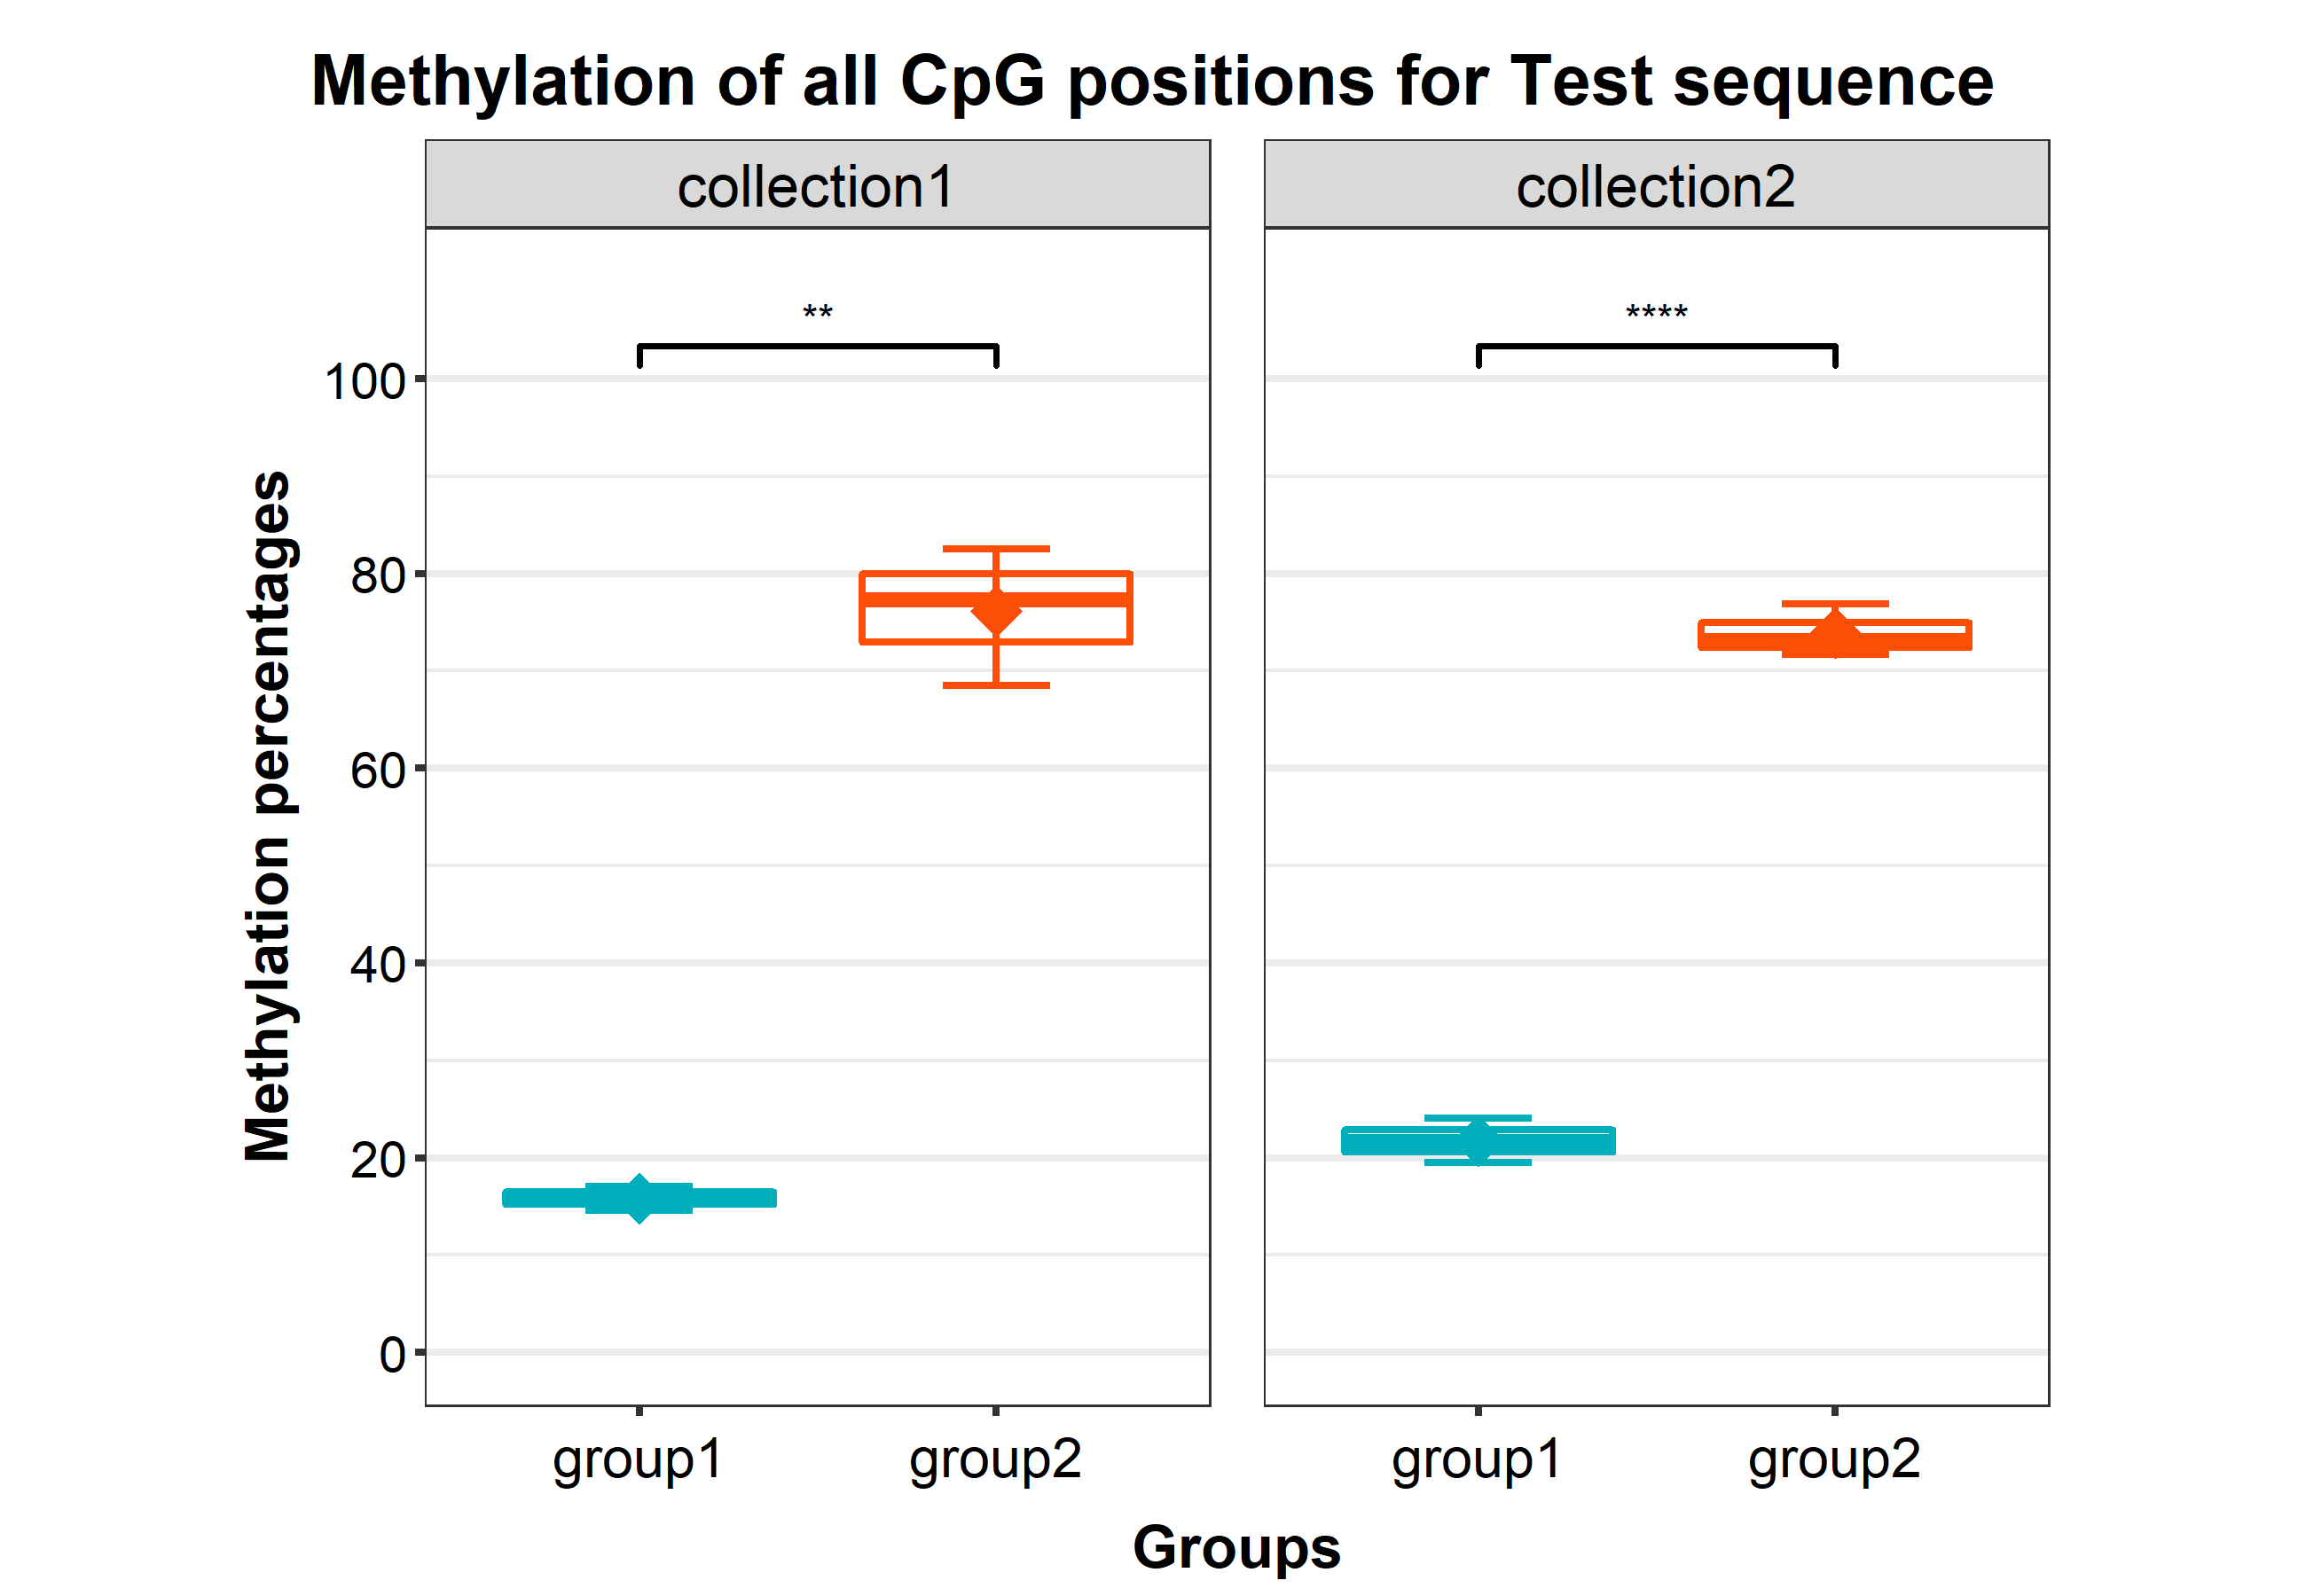 Methylation of all CpG positions for Test sequence
collection1
collection2
**
****
Methylation percentages
100
80
60
40
20
0
group1
group2
group1
group2
Groups